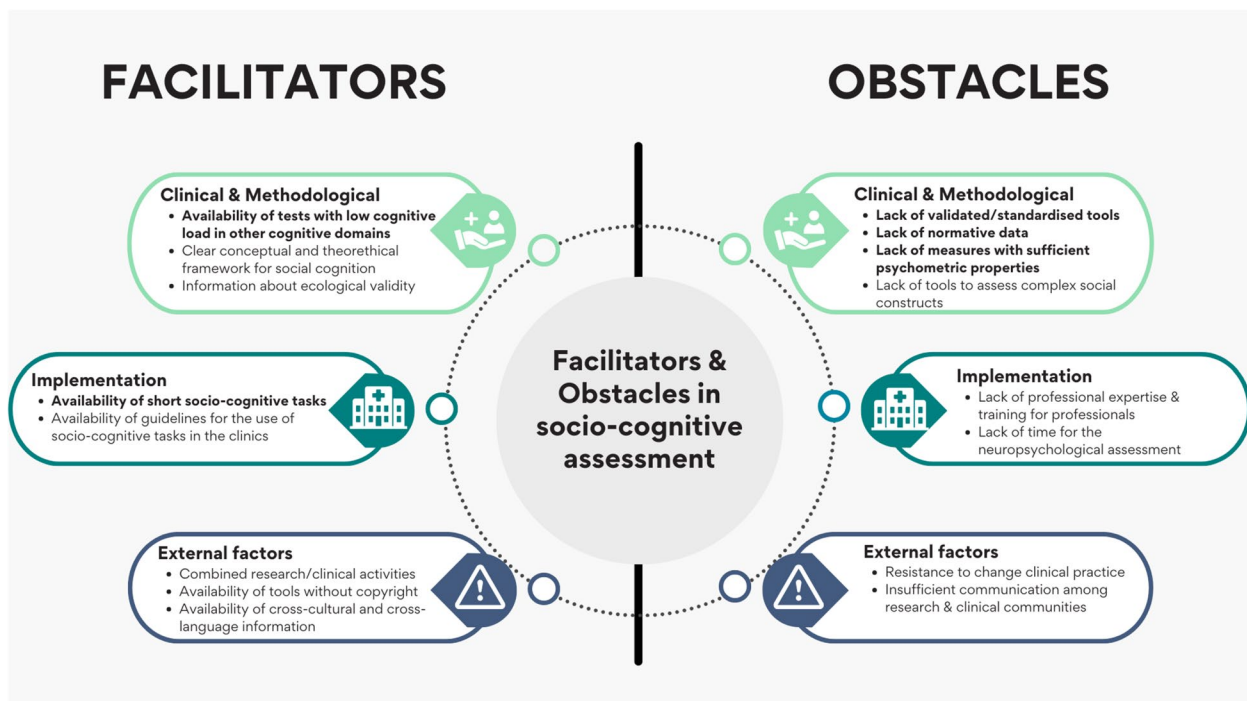 FACILITATORS
OBSTACLES
Clinical & Methodological
• Availability of tests with low cognitive
load in other cognitive domains
• Clear conceptual and theorethical
framework for social cognition
• Information about ecological validity
Implementation
• Availability of short socio-cognitive tasks
• Availability of guidelines for the use of
socio-cognitive tasks in the clinics
External factors
• Combined research/clinical activities
• Availability of tools without copyright
• Availability of cross-cultural and cross-
language information
Facilitators &
Obstacles in
socio-cognitive
assessment
Clinical & Methodological
• Lack of validated/standardised tools
• Lack of normative data
• Lack of measures with sufficient
psychometric properties
• Lack of tools to assess complex social
constructs
Implementation
• Lack of professional expertise &
training for professionals
• Lack of time for the
neuropsychological assessment
External factors
• Resistance to change clinical practice
• Insufficient communication among
research & clinical communities